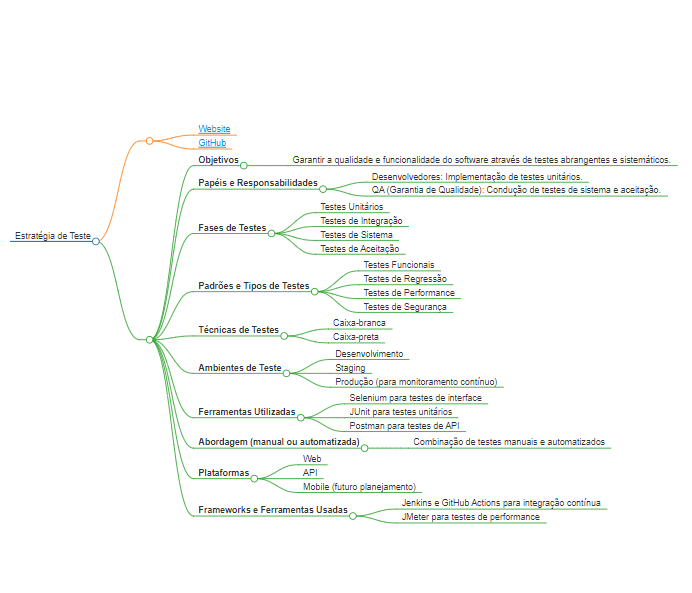 Website
GitHub
Objetivos
Garantir a qualidade e funcionalidade do software através de testes abrangentes e sistemáticos.
Papéis e Responsabilidades
Desenvolvedores: Implementação de testes unitários.
QA (Garantia de Qualidade): Condução de testes de sistema e aceitação.
Estratégia de Teste
Fases de Testes
Testes Unitários
Testes de Integração
Testes de Sistema
Testes de Aceitação
Padrões e Tipos de Testes
Testes Funcionais
Testes de Regressão
Testes de Performance
Testes de Segurança
Técnicas de Testes
Caixa-branca
Caixa-preta
Ambientes de Teste
Desenvolvimento
Staging
Produção (para monitoramento contínuo)
Ferramentas Utilizadas
Selenium para testes de interface
JUnit para testes unitários
Postman para testes de API
Abordagem (manual ou automatizada)
Combinação de testes manuais e automatizados
Plataformas
Web
API
Mobile (futuro planejamento)
Frameworks e Ferramentas Usadas
Jenkins e GitHub Actions para integração contínua
JMeter para testes de performance